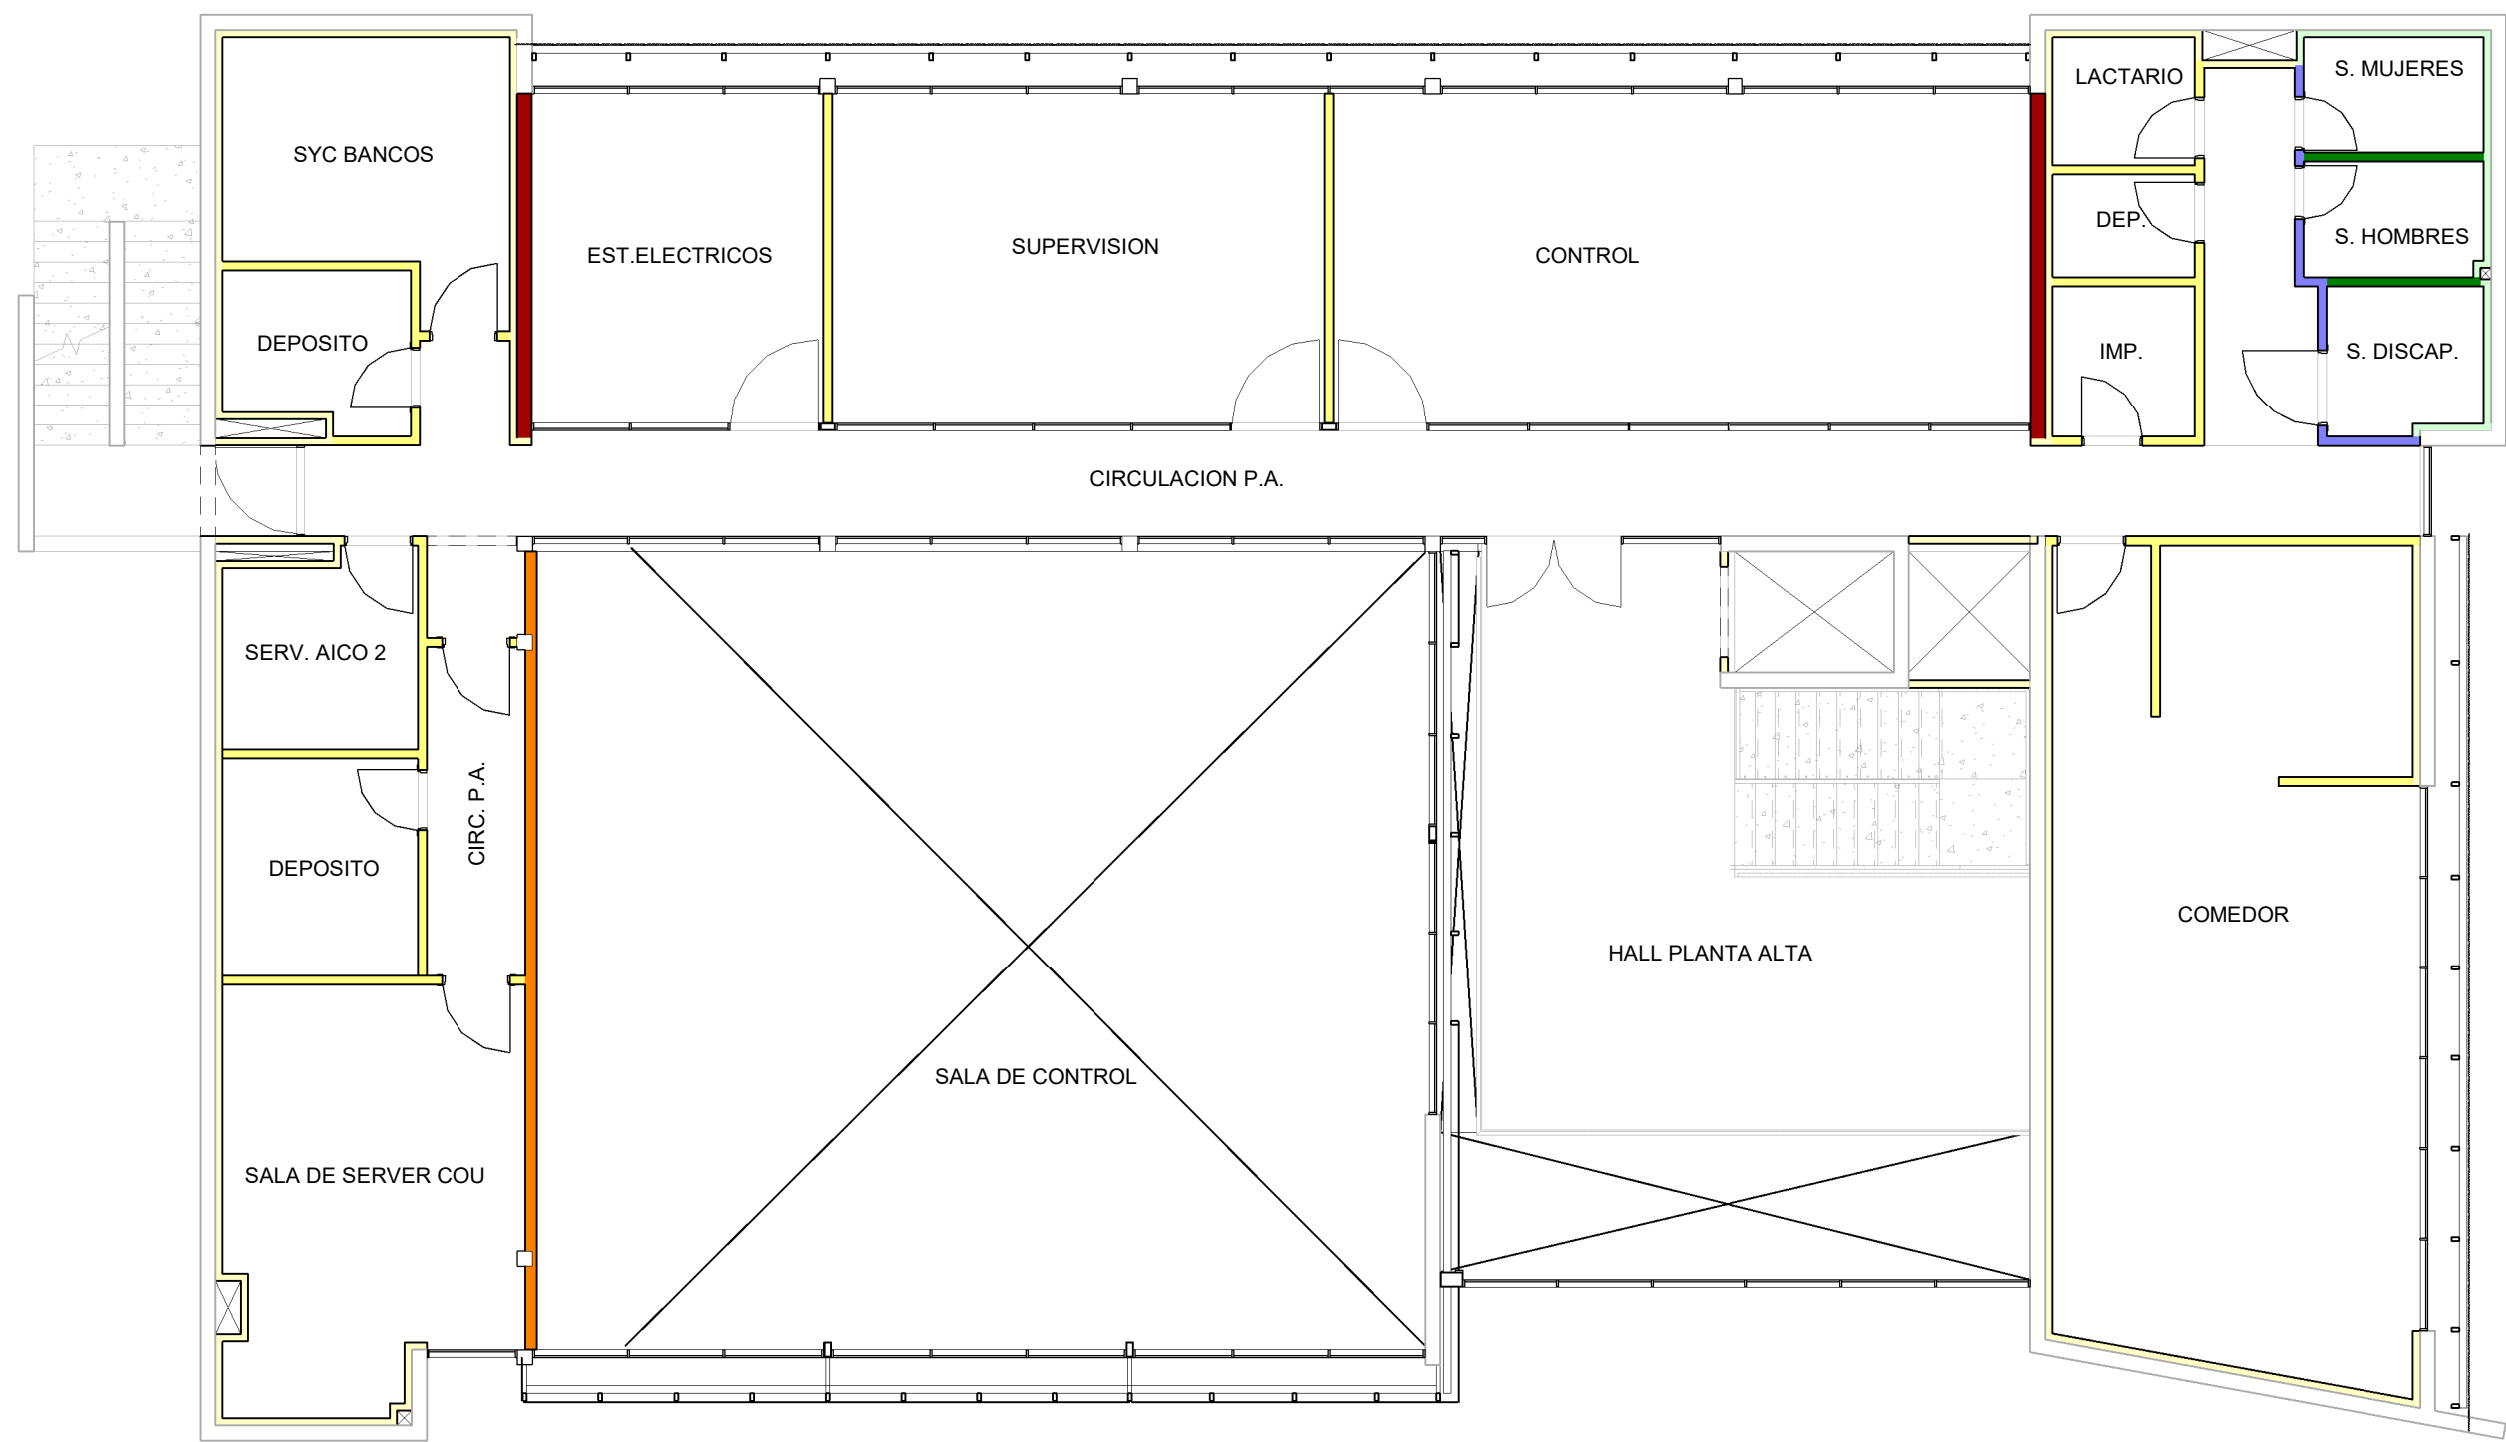 LACTARIO
S. MUJERES
SYC BANCOS
DEP.
S. HOMBRES
EST.ELECTRICOS
SUPERVISION
CONTROL
DEPOSITO
IMP.
S. DISCAP.
CIRCULACION P.A.
SERV. AICO 2
CIRC. P.A.
DEPOSITO
COMEDOR
HALL PLANTA ALTA
SALA DE CONTROL
SALA DE SERVER COU